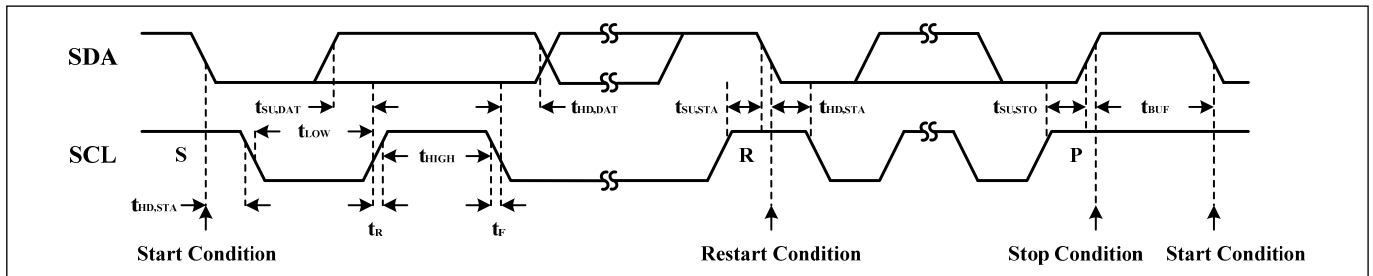 SDA
tSU,DAT
tHD,DAT
tSU,STA
tHD,STA
tSU,STO
tBUF
tLOW
SCL
S
tHIGH
R
P
tHD,STA
tR
tF
Start Condition
Restart Condition
Stop Condition
Start Condition